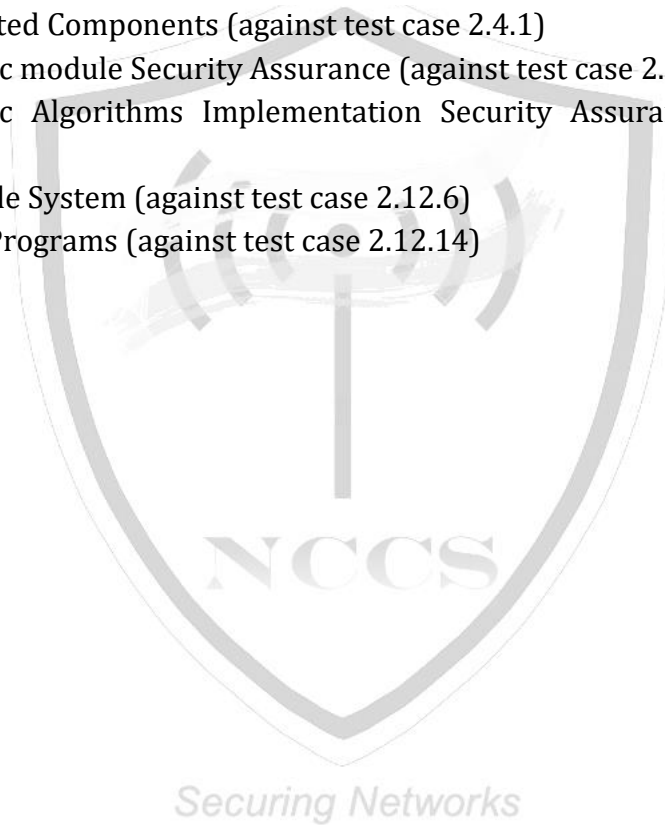 ted Components (against test case 2.4.1)
c module Security Assurance (against test case 2.
c Algorithms Implementation Security Assura
le System (against test case 2.12.6)
Programs (against test case 2.12.14)
NCCS
Securing Networks